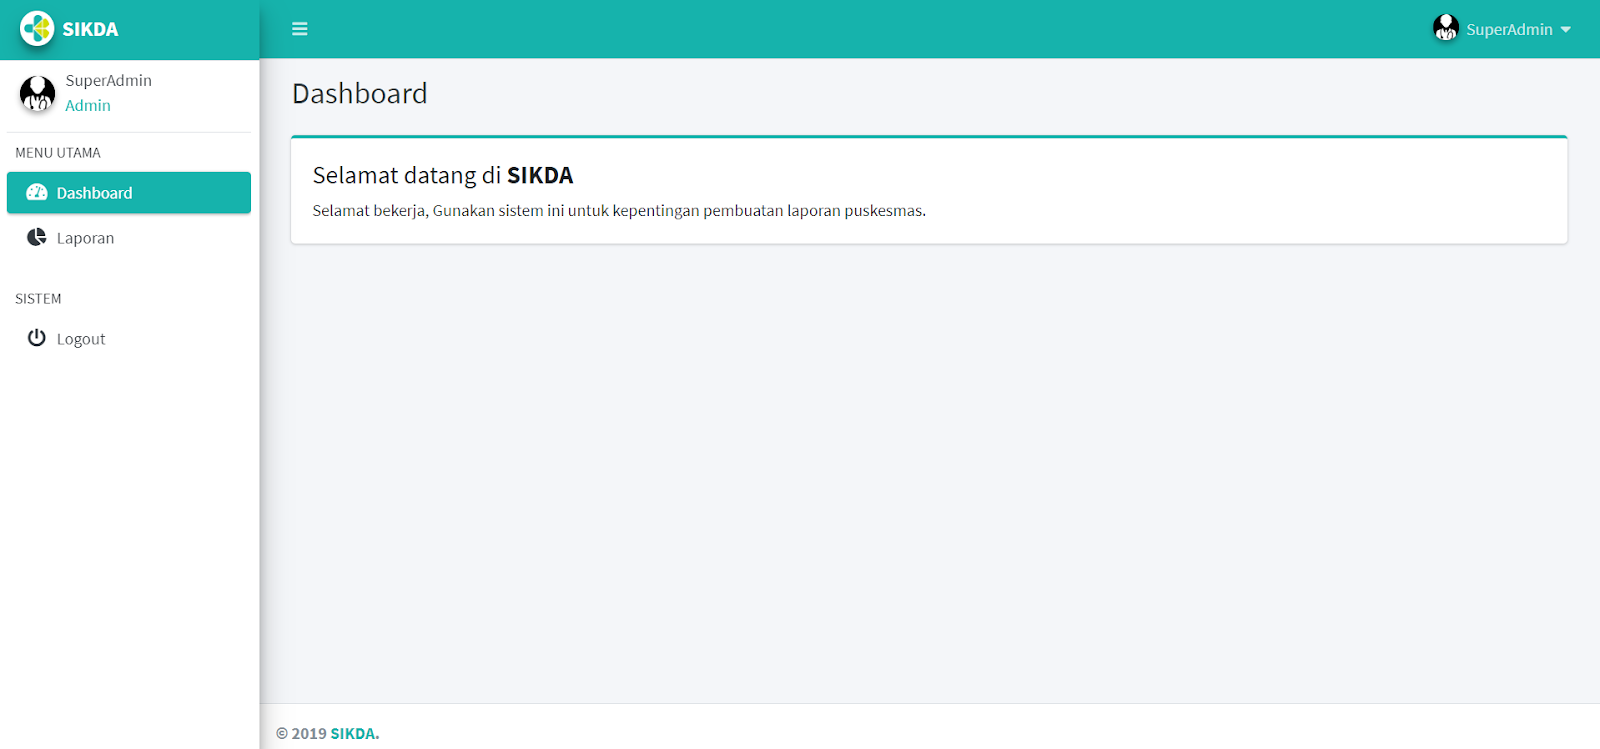 SIKDA
SuperAdmin
SuperAdmin
Admin
MENU UTAMA
Dashboard
Laporan
SISTEM
Logout
Dashboard
Selamat datang di SIKDA
Selamat bekerja, Gunakan sistem ini untuk kepentingan pembuatan laporan puskesmas.
© 2019 SIKDA.